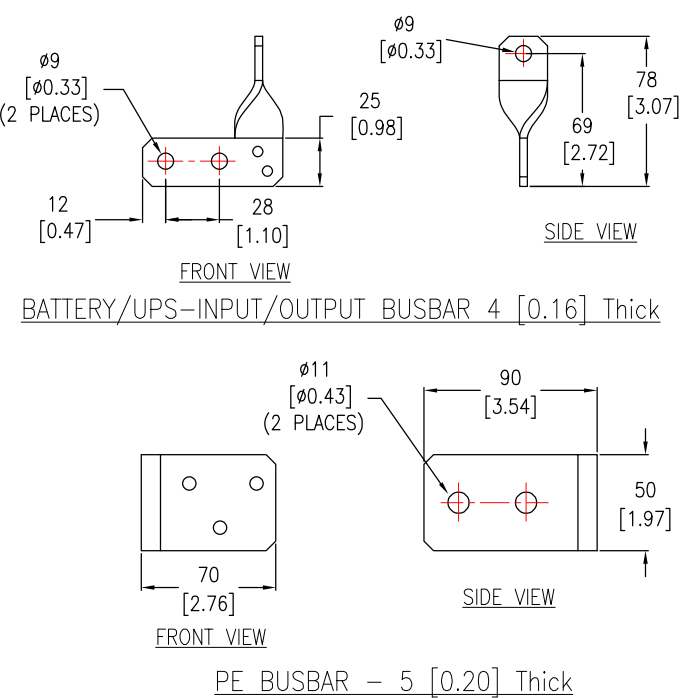 ø9
[ø0.33]
(2 PLACES)
25
[0.98]
12
[0.47]
28
[1.10]
FRONT VIEW
ø9
[ø0.33]
78
[3.07]
69
[2.72]
SIDE VIEW
BATTERY/UPS-INPUT/OUTPUT BUSBAR 4 [0.16] Thick
ø11
[ø0.43]
(2 PLACES)
90
[3.54]
50
[1.97]
70
[2.76]
FRONT VIEW
SIDE VIEW
PE BUSBAR - 5 [0.20] Thick